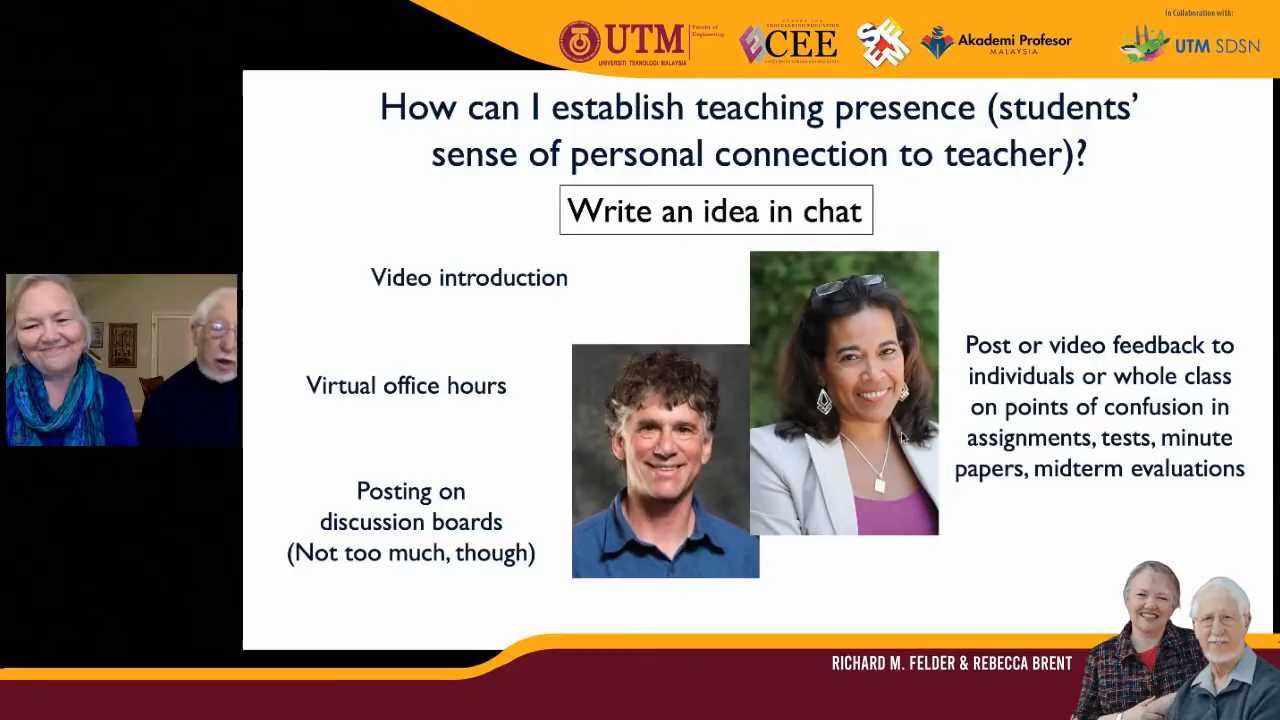 in Collaboration with:
UTM
UNIVERSITI TEKNOLOGI MALAYSIA
Faculty of
Engineering
CEE
Akademi Profesor
MALAYSIA
UTM SDSN
How can I establish teaching presence (students’
sense of personal connection to teacher)?
Write an idea in chat
Video introduction
Virtual office hours
Posting on
discussion boards
(Not too much, though)
Post or video feedback to
individuals or whole class
on points of confusion in
assignments, tests, minute
papers, midterm evaluations
RICHARD M. FELDER & REBECCA BRENT